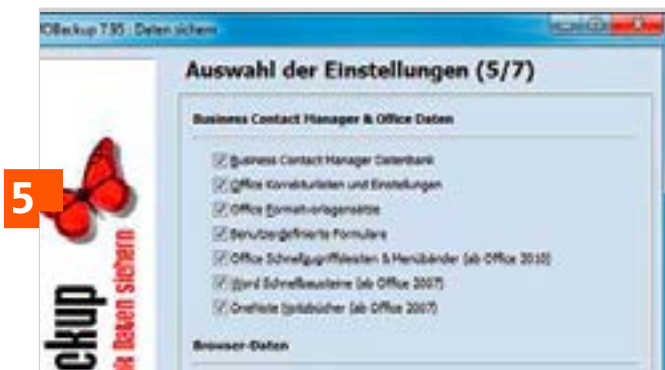 OBackup 7.95 : Daten sichern
Auswahl der Einstellungen (5/7)
Business Contact Manager & Office Daten
Business Contact Manager Datenbank
Office Korrekturlisten und Einstellungen
Office Formatvorlagensätze
Benutzerdefinierte Formulare
Office Schnellzugriffsleisten & Menübänder (ab Office 2010)
Word Schnellbausteine (ab Office 2007)
OneNote Notizbücher (ab Office 2007)
Browser-Daten
5
ckup
Daten sichern